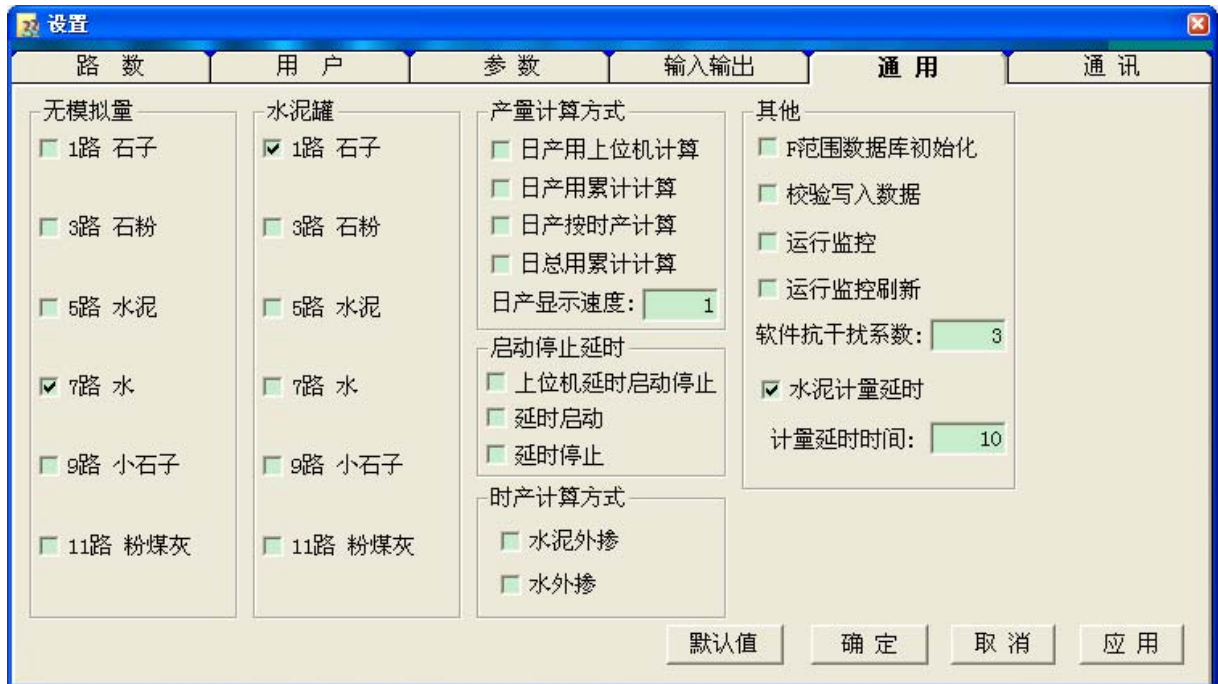 设置
路 数
用 户
参 数
输入输出
通 用
通 讯
无模拟量
1路 石子
3路 石粉
5路 水泥
7路 水
9路 小石子
11路 粉煤灰
水泥罐
1路 石子
3路 石粉
5路 水泥
7路 水
9路 小石子
11路 粉煤灰
产量计算方式
日产用上位机计算
日产用累计计算
日产按时产计算
日总用累计计算
日产显示速度: 1
启动停止延时
上位机延时启动停止
延时启动
延时停止
时产计算方式
水泥外掺
水外掺
其他
F范围数据库初始化
校验写入数据
运行监控
运行监控刷新
软件抗干扰系数: 3
水泥计量延时
计量延时时间: 10
默认值
确 定
取 消
应 用